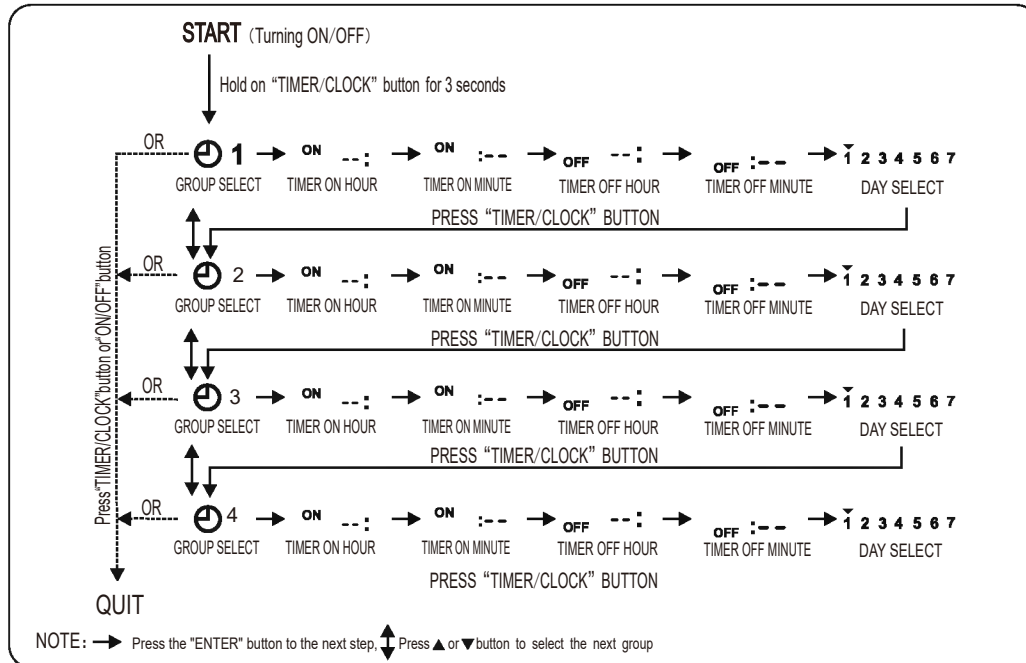 START (Turning ON/OFF)
Hold on “TIMER/CLOCK” button for 3 seconds
OR 1 ON --: ON :-- OFF --: OFF :-- 1 2 3 4 5 6 7
GROUP SELECT TIMER ON HOUR TIMER ON MINUTE TIMER OFF HOUR TIMER OFF MINUTE DAY SELECT
PRESS “TIMER/CLOCK” BUTTON
OR 2 ON --: ON :-- OFF --: OFF :-- 1 2 3 4 5 6 7
GROUP SELECT TIMER ON HOUR TIMER ON MINUTE TIMER OFF HOUR TIMER OFF MINUTE DAY SELECT
PRESS “TIMER/CLOCK” BUTTON
OR 3 ON --: ON :-- OFF --: OFF :-- 1 2 3 4 5 6 7
GROUP SELECT TIMER ON HOUR TIMER ON MINUTE TIMER OFF HOUR TIMER OFF MINUTE DAY SELECT
PRESS “TIMER/CLOCK” BUTTON
OR 4 ON --: ON :-- OFF --: OFF :-- 1 2 3 4 5 6 7
GROUP SELECT TIMER ON HOUR TIMER ON MINUTE TIMER OFF HOUR TIMER OFF MINUTE DAY SELECT
PRESS “TIMER/CLOCK” BUTTON
Press“TIMER/CLOCK”button or“ON/OFF”button
QUIT
NOTE: → Press the "ENTER" button to the next step, ↕ Press ▲ or ▼ button to select the next group